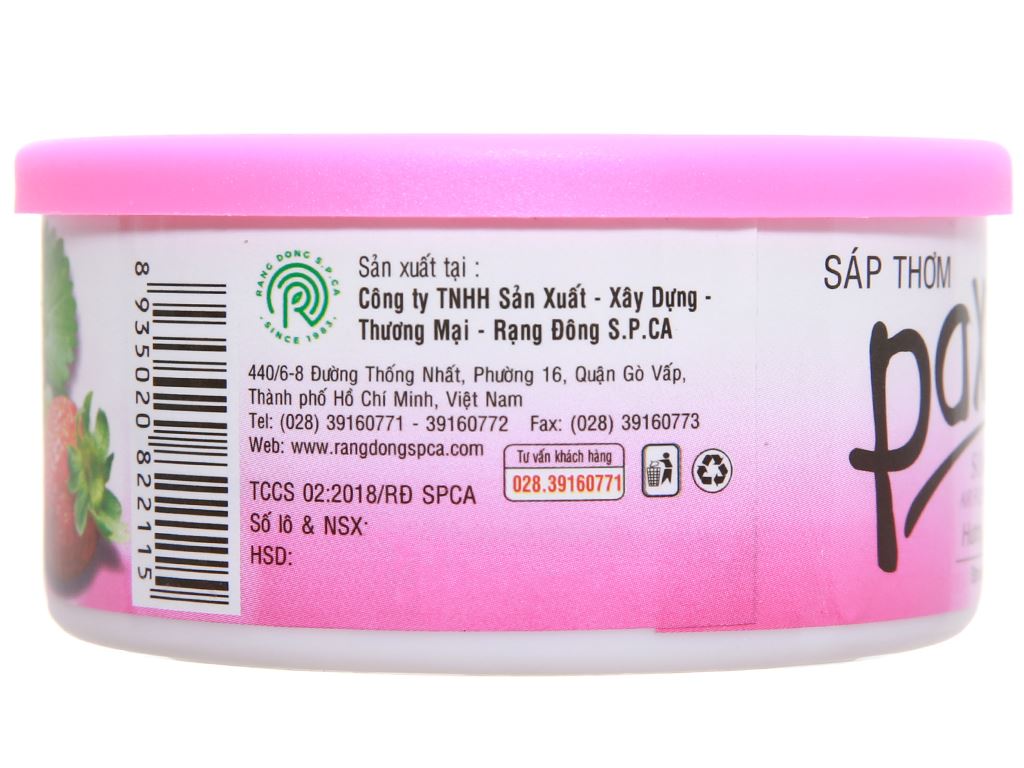 8935020822115
RANG DONG S.P.CA
SINCE 1983
Sản xuất tại :
Công ty TNHH Sản Xuất - Xây Dựng -
Thương Mại - Rạng Đông S.P.CA
440/6-8 Đường Thống Nhất, Phường 16, Quận Gò Vấp,
Thành phố Hồ Chí Minh, Việt Nam
Tel: (028) 39160771 - 39160772 Fax: (028) 39160773
Web: www.rangdongspca.com
Tư vấn khách hàng
028.39160771
TCCS 02:2018/RĐ SPCA
Số lô & NSX:
HSD:
SÁP THƠM
pax